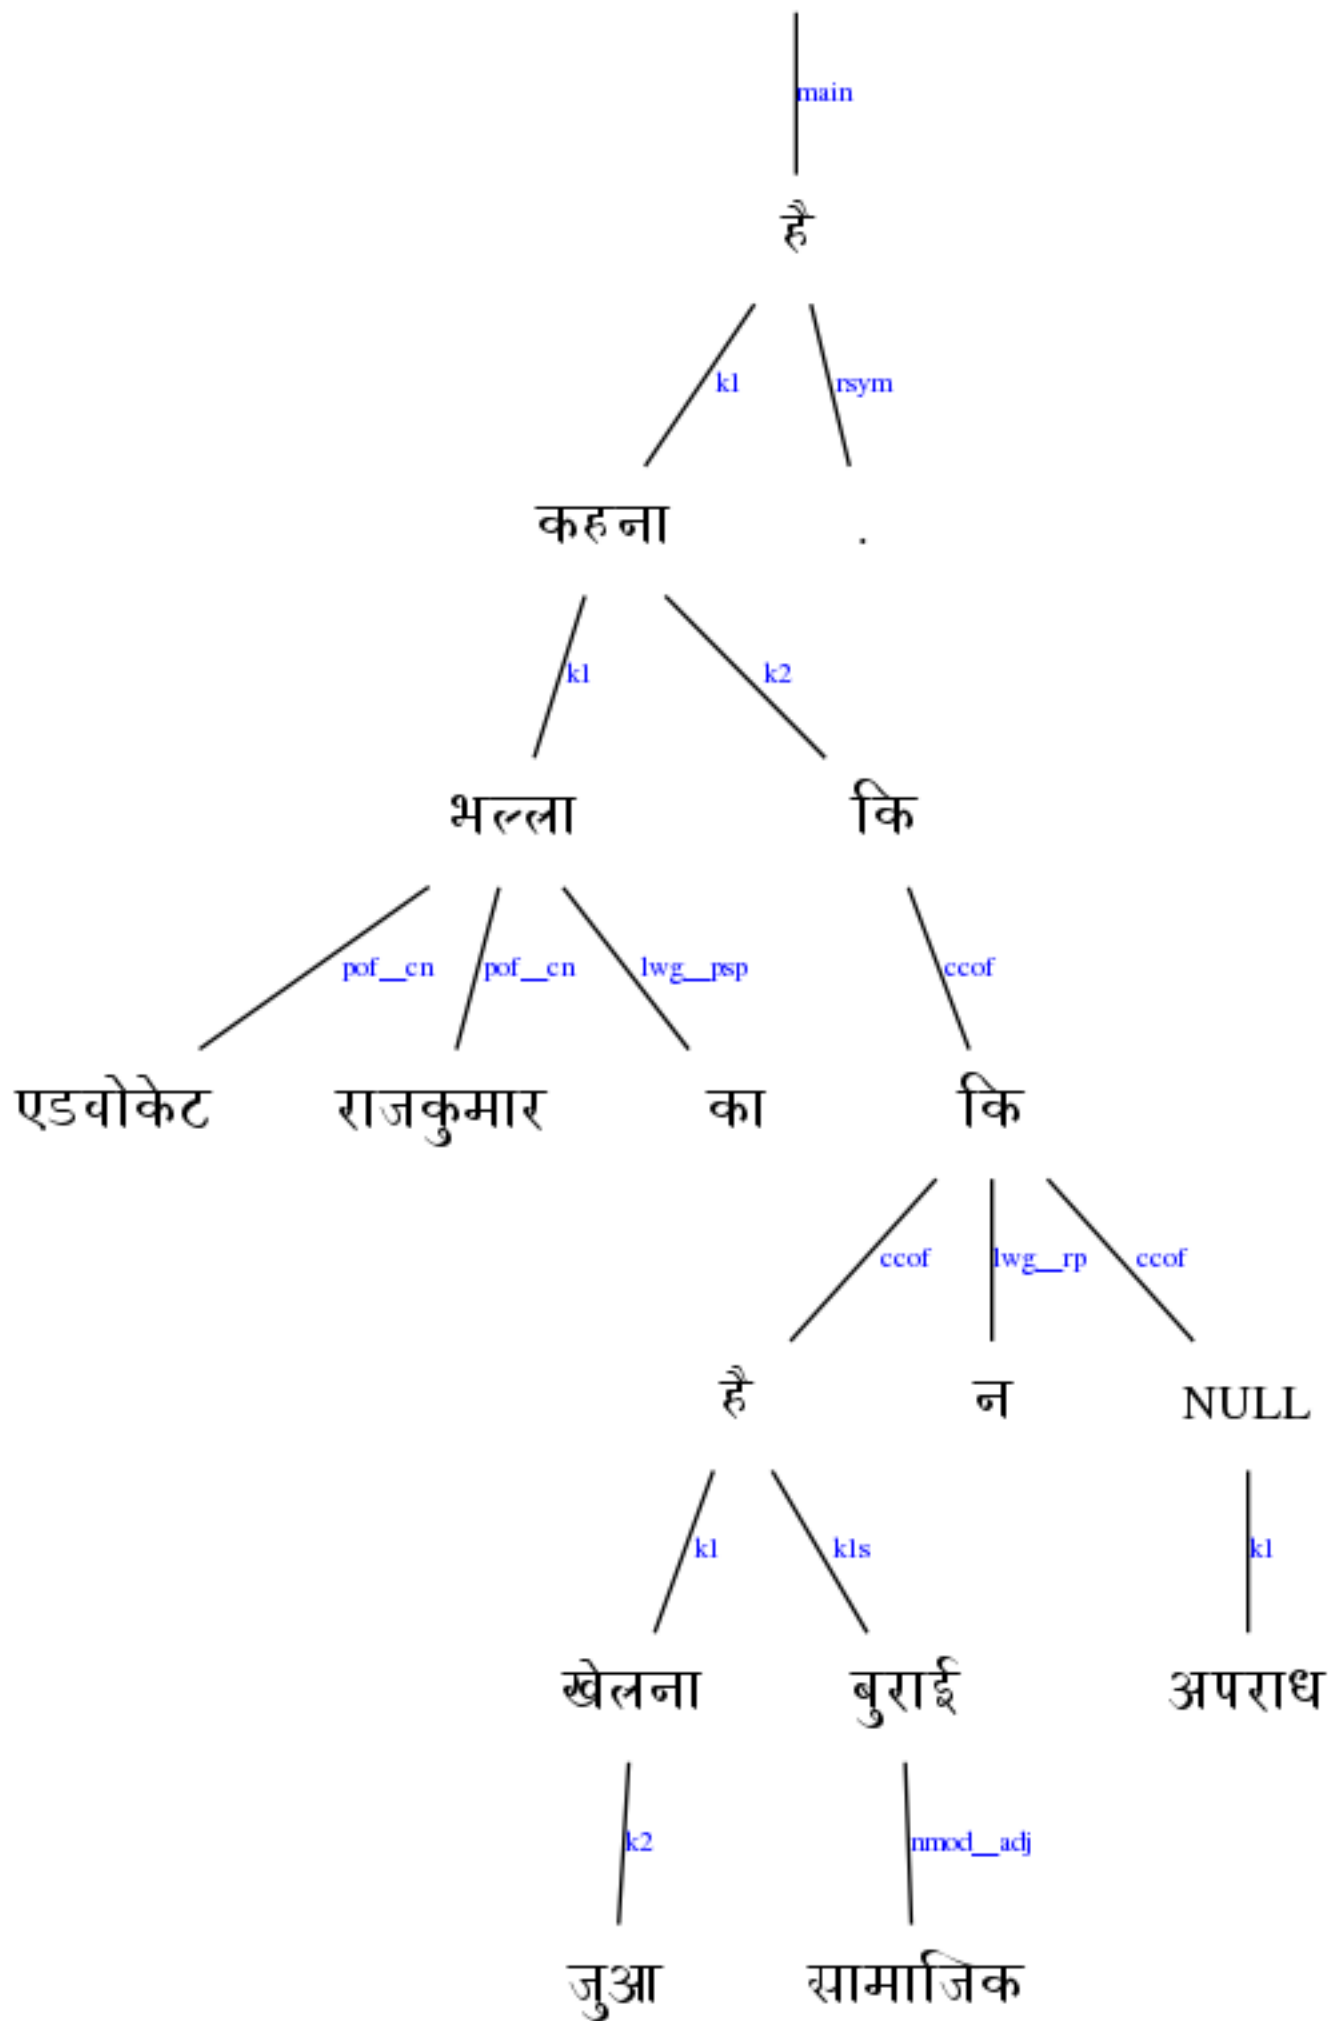 main
है
k1 rsym
कहना .
k1 k2
भल्ला कि
pof__cn pof__cn lwg__psp ccof
एडवोकेट राजकुमार का कि
ccof lwg__rp ccof
है न NULL
k1 k1s k1
खेलना बुराई अपराध
k2 nmod__adj
जुआ सामाजिक